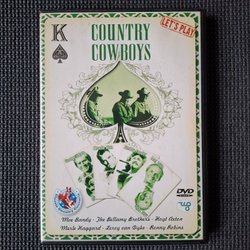 K
COUNTRY
COWBOYS
LET'S PLAY
Moe Bandy - The Bellamy Brothers - Hoyt Axton
Merle Haggard - Leroy van Dyke - Kenny Robins
DVD
VIDEO